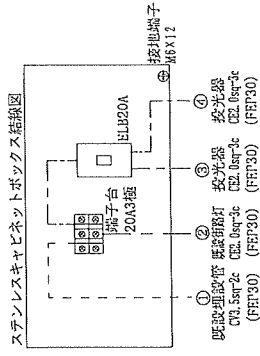 ステンレスキャビネットボックス結線図
接地端子
M6X12
ELB20A
端子台
20A3極
①
既設埋設管
CV3.5sq-2c
(FEP30)
②
既設街路灯
CE2.0sq-3c
(FEP30)
③
投光器
CE2.0sq-3c
(FEP30)
④
投光器
CE2.0sq-3c
(FEP30)